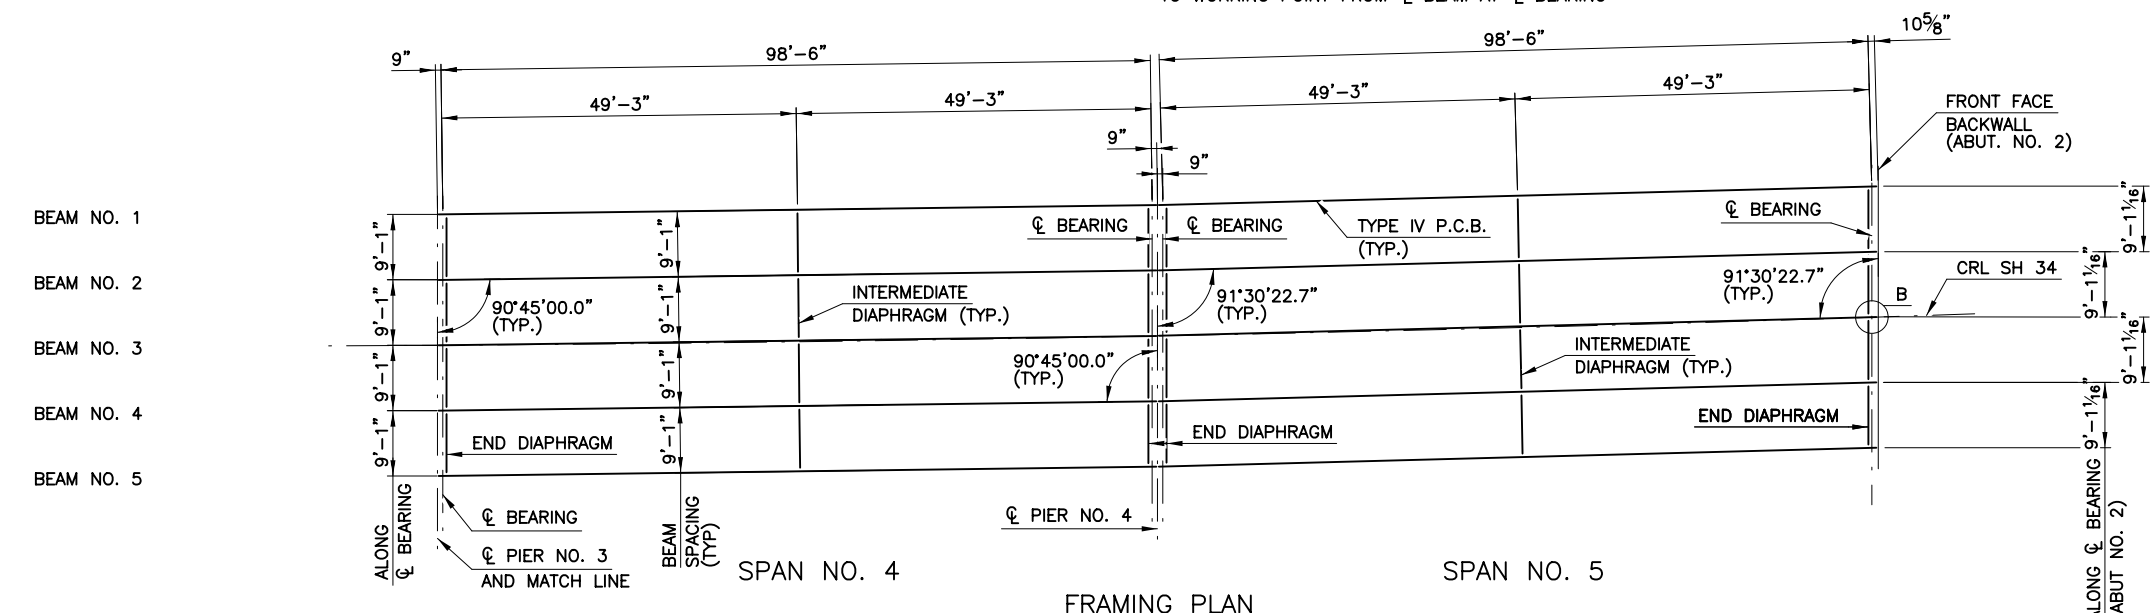 98'-6"
10⅝"
9"
98'-6"
49'-3"
49'-3"
49'-3"
49'-3"
FRONT FACE
BACKWALL
(ABUT. NO. 2)
9"
9"
BEAM NO. 1
BEAM NO. 2
BEAM NO. 3
BEAM NO. 4
BEAM NO. 5
9'-1"
9'-1"
9'-1"
9'-1"
9'-1"
9'-1"
9'-1"
9'-1"
℄ BEARING
℄ BEARING
TYPE IV P.C.B.
(TYP.)
℄ BEARING
9'-1 1/16"
9'-1 1/16"
9'-1 1/16"
9'-1 1/16"
90°45'00.0"
(TYP.)
INTERMEDIATE
DIAPHRAGM (TYP.)
91°30'22.7"
(TYP.)
91°30'22.7"
(TYP.)
CRL SH 34
B
90°45'00.0"
(TYP.)
INTERMEDIATE
DIAPHRAGM (TYP.)
END DIAPHRAGM
END DIAPHRAGM
END DIAPHRAGM
ALONG
℄ BEARING
℄ BEARING
℄ PIER NO. 3
AND MATCH LINE
BEAM
SPACING
(TYP)
℄ PIER NO. 4
℄ BEARING
ABUT NO. 2)
SPAN NO. 4
SPAN NO. 5
FRAMING PLAN